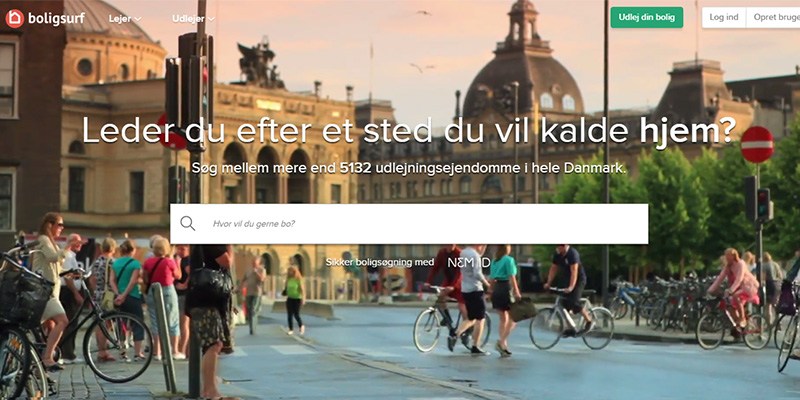 boligsurf
Lejer
Udlejer
Udlej din bolig
Log ind
Opret bruge
Leder du efter et sted du vil kalde hjem?
Søg mellem mere end 5132 udlejningsejendomme i hele Danmark.
Hvor vil du gerne bo?
Sikker boligsøgning med NEM ID